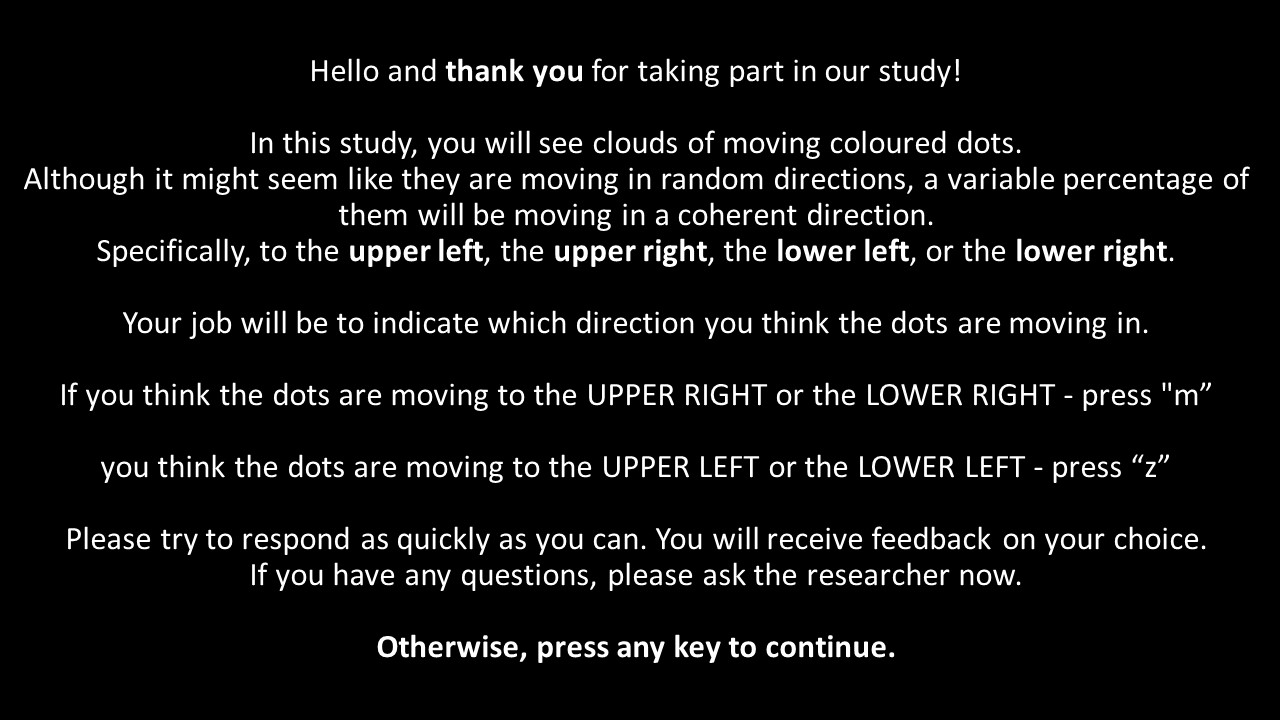 Hello and thank you for taking part in our study!
In this study, you will see clouds of moving coloured dots.
Although it might seem like they are moving in random directions, a variable percentage of
them will be moving in a coherent direction.
Specifically, to the upper left, the upper right, the lower left, or the lower right.
Your job will be to indicate which direction you think the dots are moving in.
If you think the dots are moving to the UPPER RIGHT or the LOWER RIGHT - press "m”
you think the dots are moving to the UPPER LEFT or the LOWER LEFT - press “z”
Please try to respond as quickly as you can. You will receive feedback on your choice.
If you have any questions, please ask the researcher now.
Otherwise, press any key to continue.